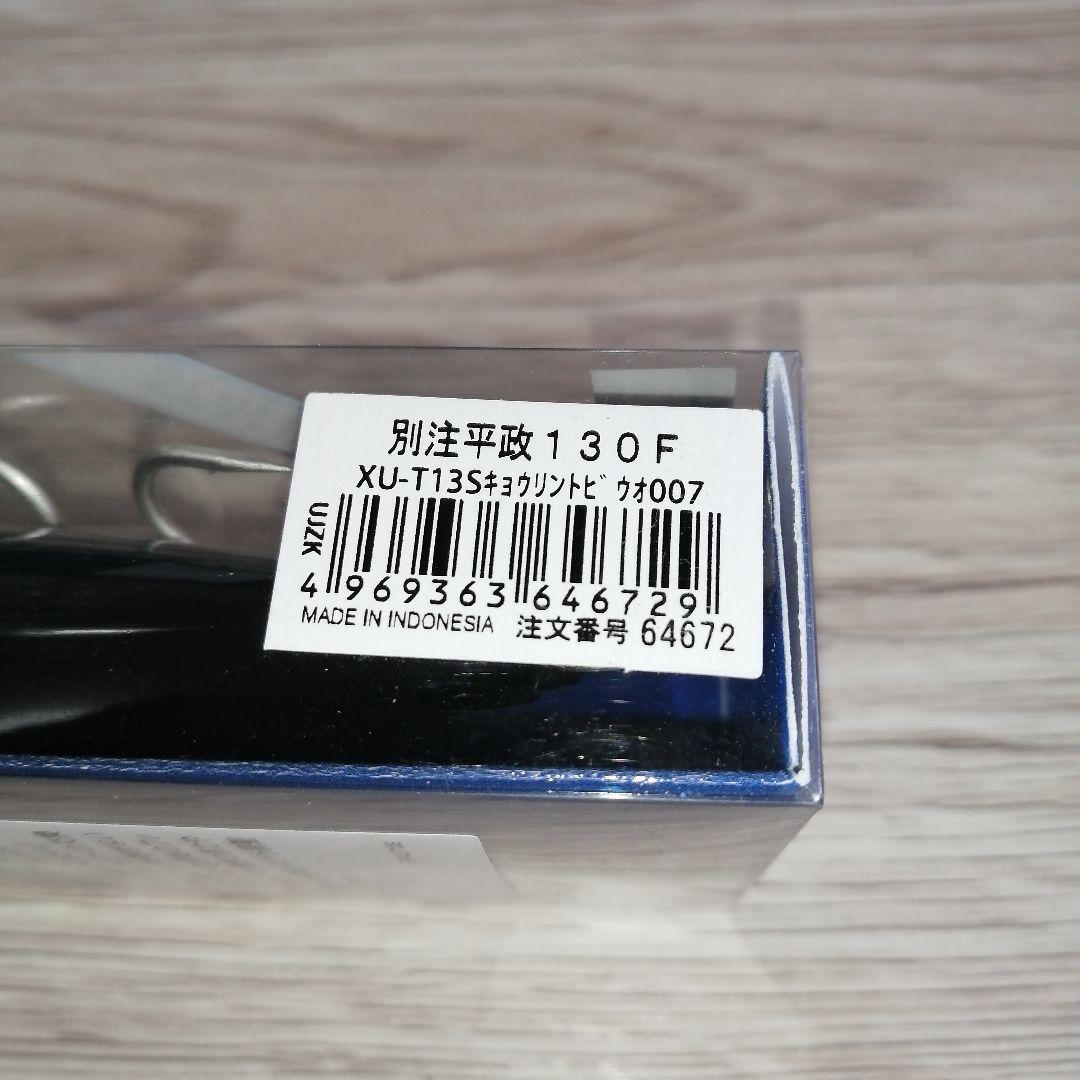 別注平政130F
XU-T13Sｷｮｳﾘﾝﾄﾋﾞｳｵ007
UJZK
4 969363 646729
MADE IN INDONESIA 注文番号 64672